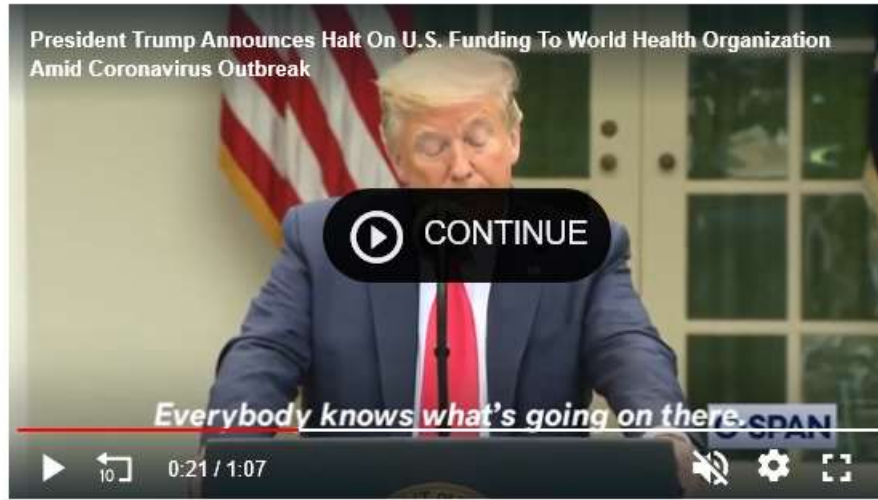 President Trump Announces Halt On U.S. Funding To World Health Organization
Amid Coronavirus Outbreak
CONTINUE
Everybody knows what's going on there.
C-SPAN
10
0:21 / 1:07